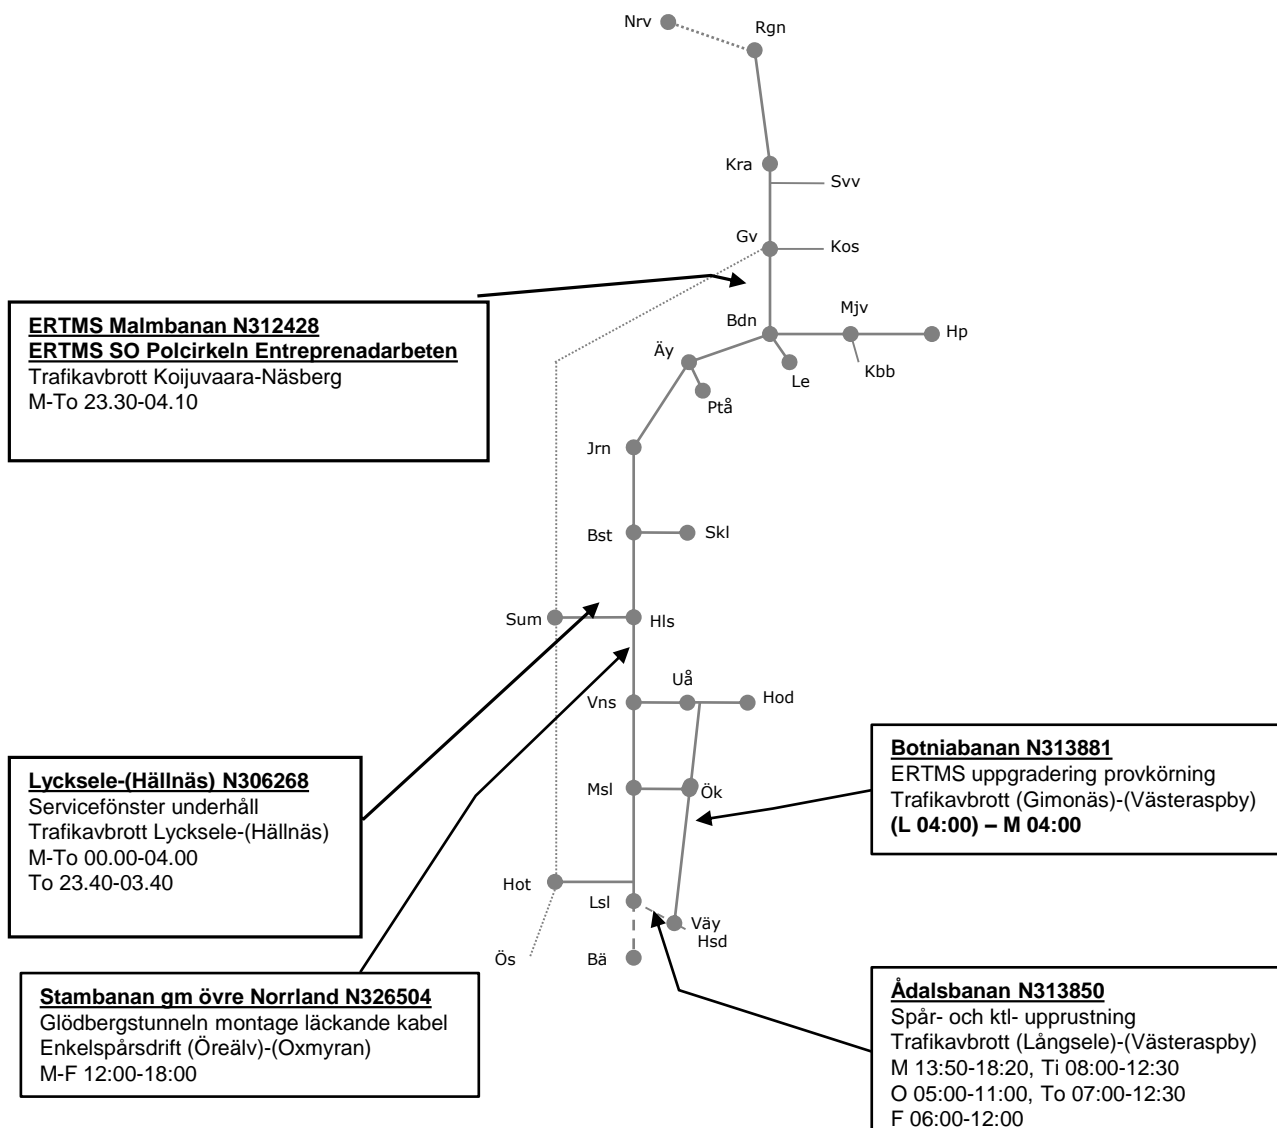 Nrv
Rgn
Kra
Svv
Gv
Kos
Bdn
Mjv
Hp
Äy
Le
Kbb
Ptå
Jrn
Bst
Skl
Sum
Hls
Uå
Vns
Hod
Msl
Ök
Hot
Lsl
Väy
Hsd
Ös
Bä
ERTMS Malmbanan N312428
ERTMS SO Polcirkeln Entreprenadarbeten
Trafikavbrott Koijuvaara-Näsberg
M-To 23.30-04.10
Lycksele-(Hällnäs) N306268
Servicefönster underhåll
Trafikavbrott Lycksele-(Hällnäs)
M-To 00.00-04.00
To 23.40-03.40
Stambanan gm övre Norrland N326504
Glödbergstunneln montage läckande kabel
Enkelspårsdrift (Öreälv)-(Oxmyran)
M-F 12:00-18:00
Botniabanan N313881
ERTMS uppgradering provkörning
Trafikavbrott (Gimonäs)-(Västeraspby)
(L 04:00) – M 04:00
Ådalsbanan N313850
Spår- och ktl- upprustning
Trafikavbrott (Långsele)-(Västeraspby)
M 13:50-18:20, Ti 08:00-12:30
O 05:00-11:00, To 07:00-12:30
F 06:00-12:00